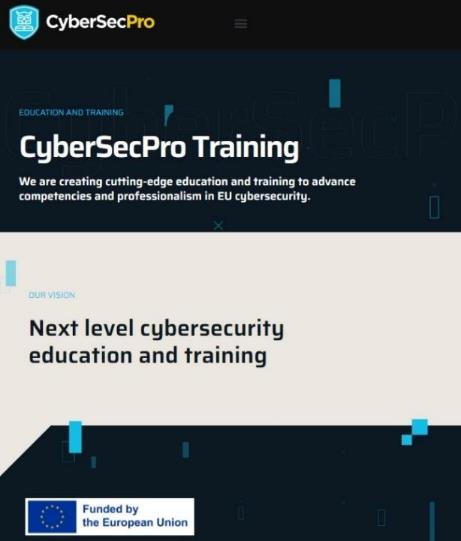 CyberSecPro
EDUCATION AND TRAINING
CyberSecPro Training
We are creating cutting-edge education and training to advance
competencies and professionalism in EU cybersecurity.
OUR VISION
Next level cybersecurity
education and training
Funded by
the European Union